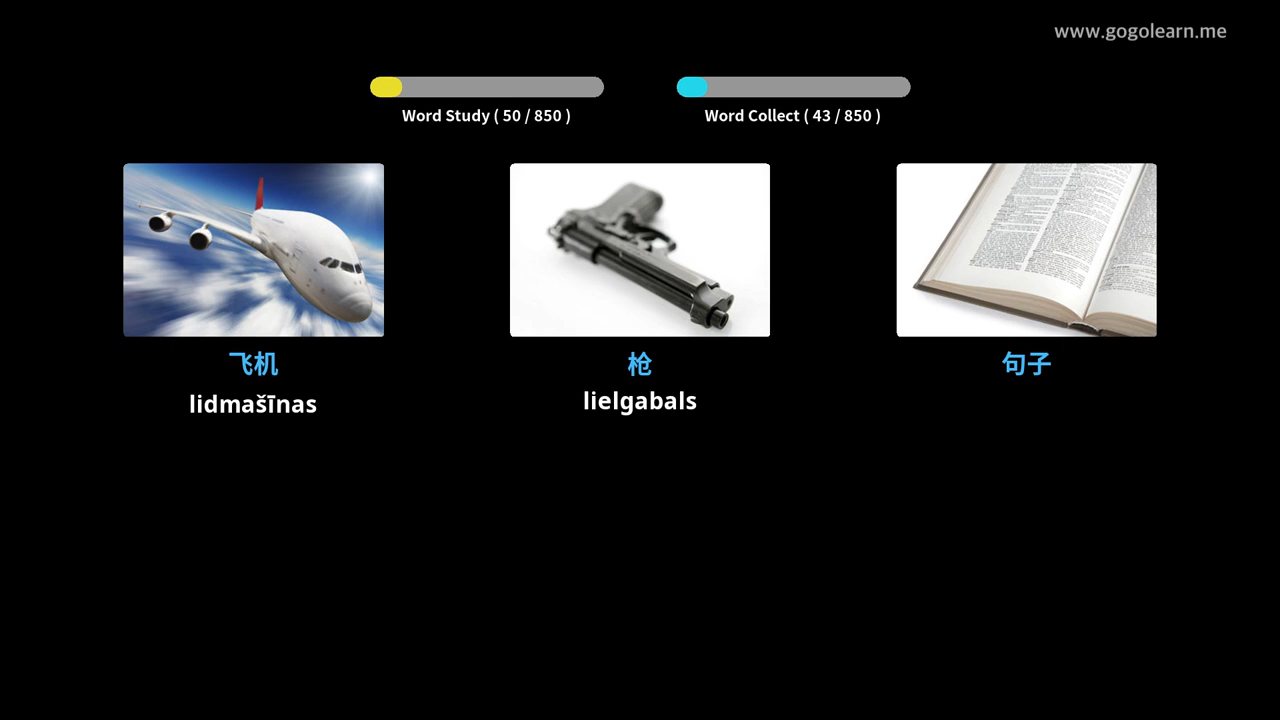 www.gogolearn.me
Word Study ( 50 / 850 )
Word Collect ( 43 / 850 )
飞机
枪
句子
lidmašīnas
lielgabals